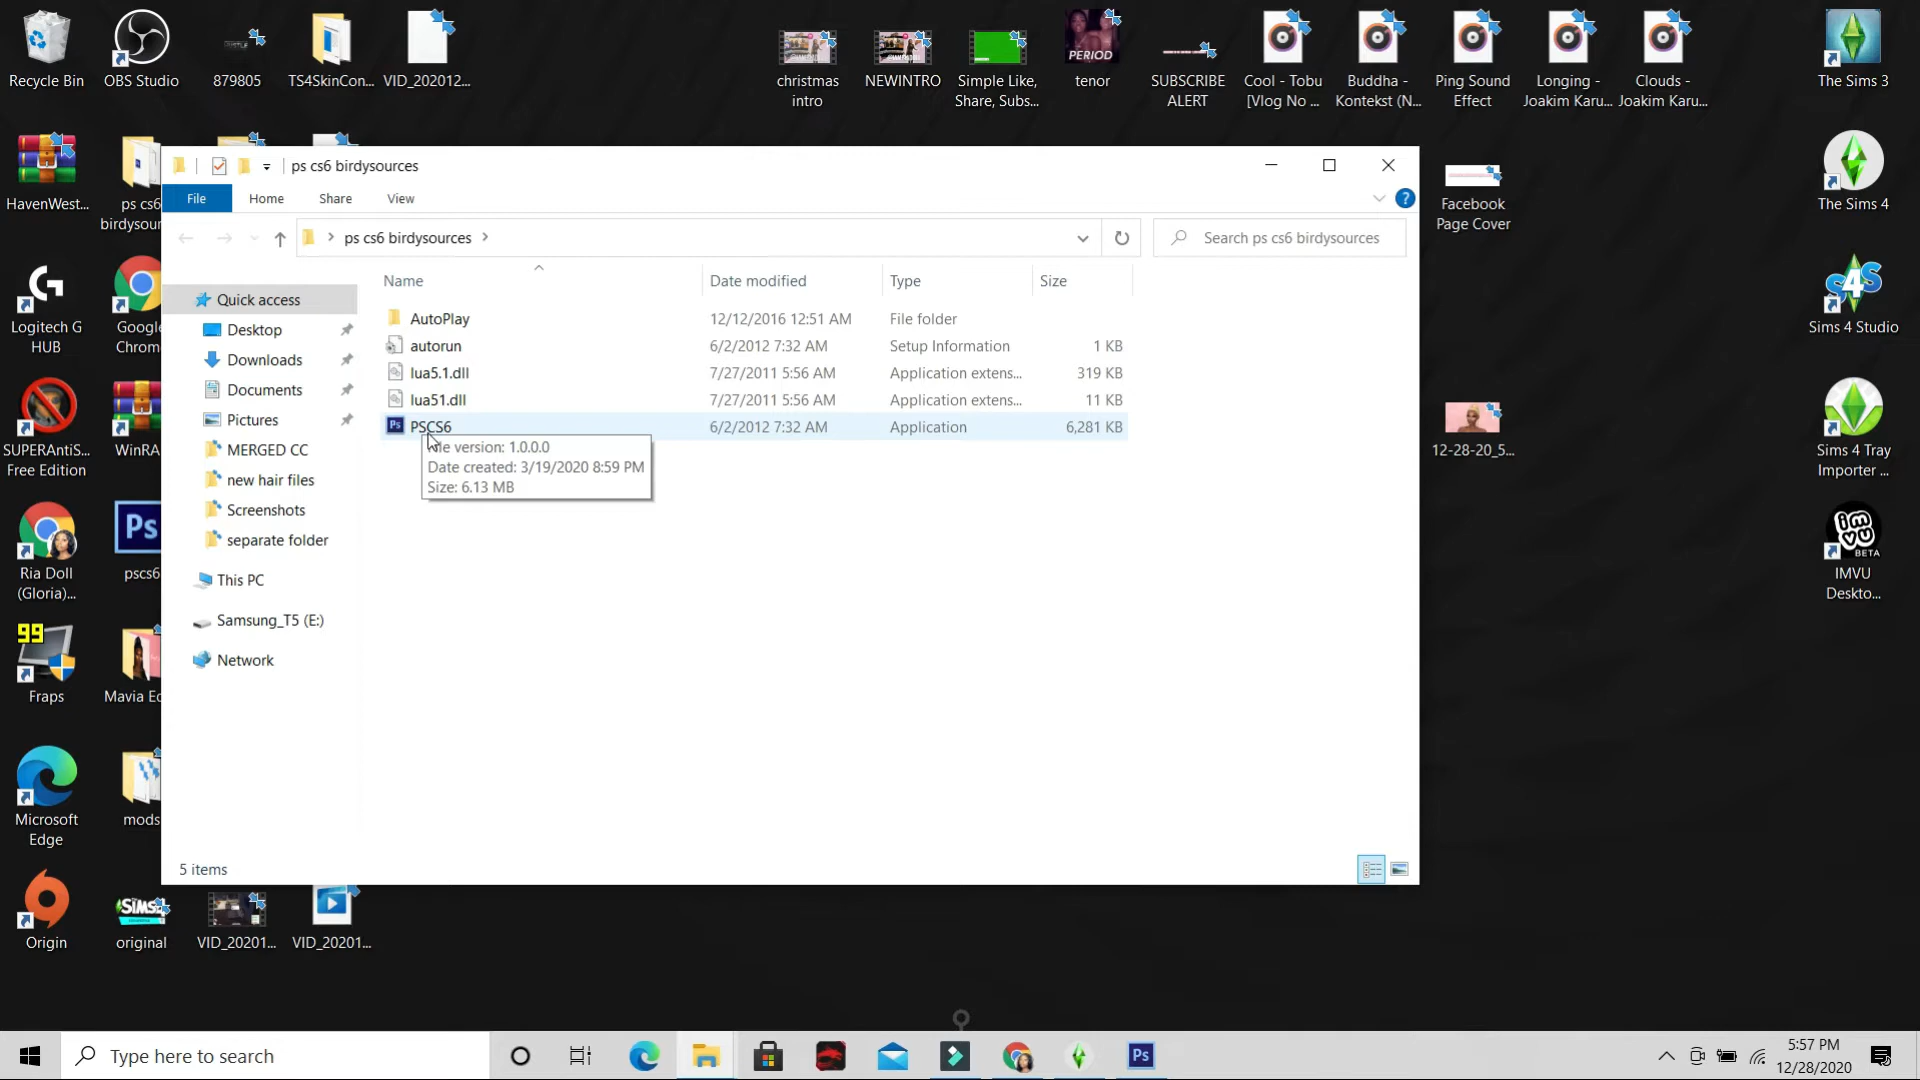 Recycle Bin
OBS Studio
879805
TS4SkinCon...
VID_202012...
christmas intro
NEWINTRO
Simple Like, Share, Subs...
PERIOD
tenor
SUBSCRIBE ALERT
Cool - Tobu [Vlog No ...
Buddha - Kontekst (N...
Ping Sound Effect
Longing - Joakim Karu...
Clouds - Joakim Karu...
The Sims 3
HavenWest...
ps cs6 birdysour
ps cs6 birdysources
File
Home
Share
View
?
ps cs6 birdysources
Search ps cs6 birdysources
Facebook Page Cover
The Sims 4
Name
Date modified
Type
Size
Quick access
Desktop
Downloads
Documents
Pictures
MERGED CC
new hair files
Screenshots
separate folder
This PC
Samsung_T5 (E:)
Network
AutoPlay 12/12/2016 12:51 AM File folder
autorun 6/2/2012 7:32 AM Setup Information 1 KB
lua5.1.dll 7/27/2011 5:56 AM Application extens... 319 KB
lua51.dll 7/27/2011 5:56 AM Application extens... 11 KB
Ps PSCS6 6/2/2012 7:32 AM Application 6,281 KB
ile version: 1.0.0.0
Date created: 3/19/2020 8:59 PM
Size: 6.13 MB
5 items
Logitech G HUB
Google Chrom
S4S
Sims 4 Studio
SUPERAntiS... Free Edition
WinRA
12-28-20_5...
Sims 4 Tray Importer ...
Ria Doll (Gloria)...
Ps
pscs6
imvu
BETA
IMVU Deskto...
99
Fraps
Mavia Ec
Microsoft Edge
mods
Origin
SIMS
original
VID_20201...
VID_20201...
Type here to search
Ps
5:57 PM
12/28/2020